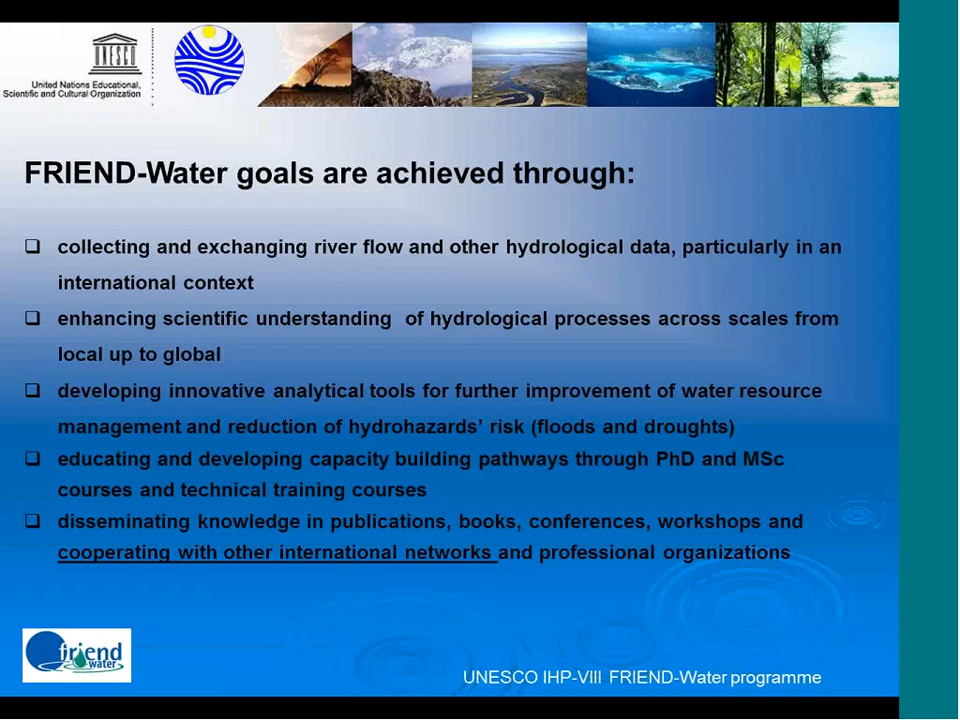 UNESCO
United Nations Educational,
Scientific and Cultural Organization
FRIEND-Water goals are achieved through:
❑ collecting and exchanging river flow and other hydrological data, particularly in an
international context
❑ enhancing scientific understanding of hydrological processes across scales from
local up to global
❑ developing innovative analytical tools for further improvement of water resource
management and reduction of hydrohazards’ risk (floods and droughts)
❑ educating and developing capacity building pathways through PhD and MSc
courses and technical training courses
❑ disseminating knowledge in publications, books, conferences, workshops and
cooperating with other international networks and professional organizations
friend
water
UNESCO IHP-VIII FRIEND-Water programme